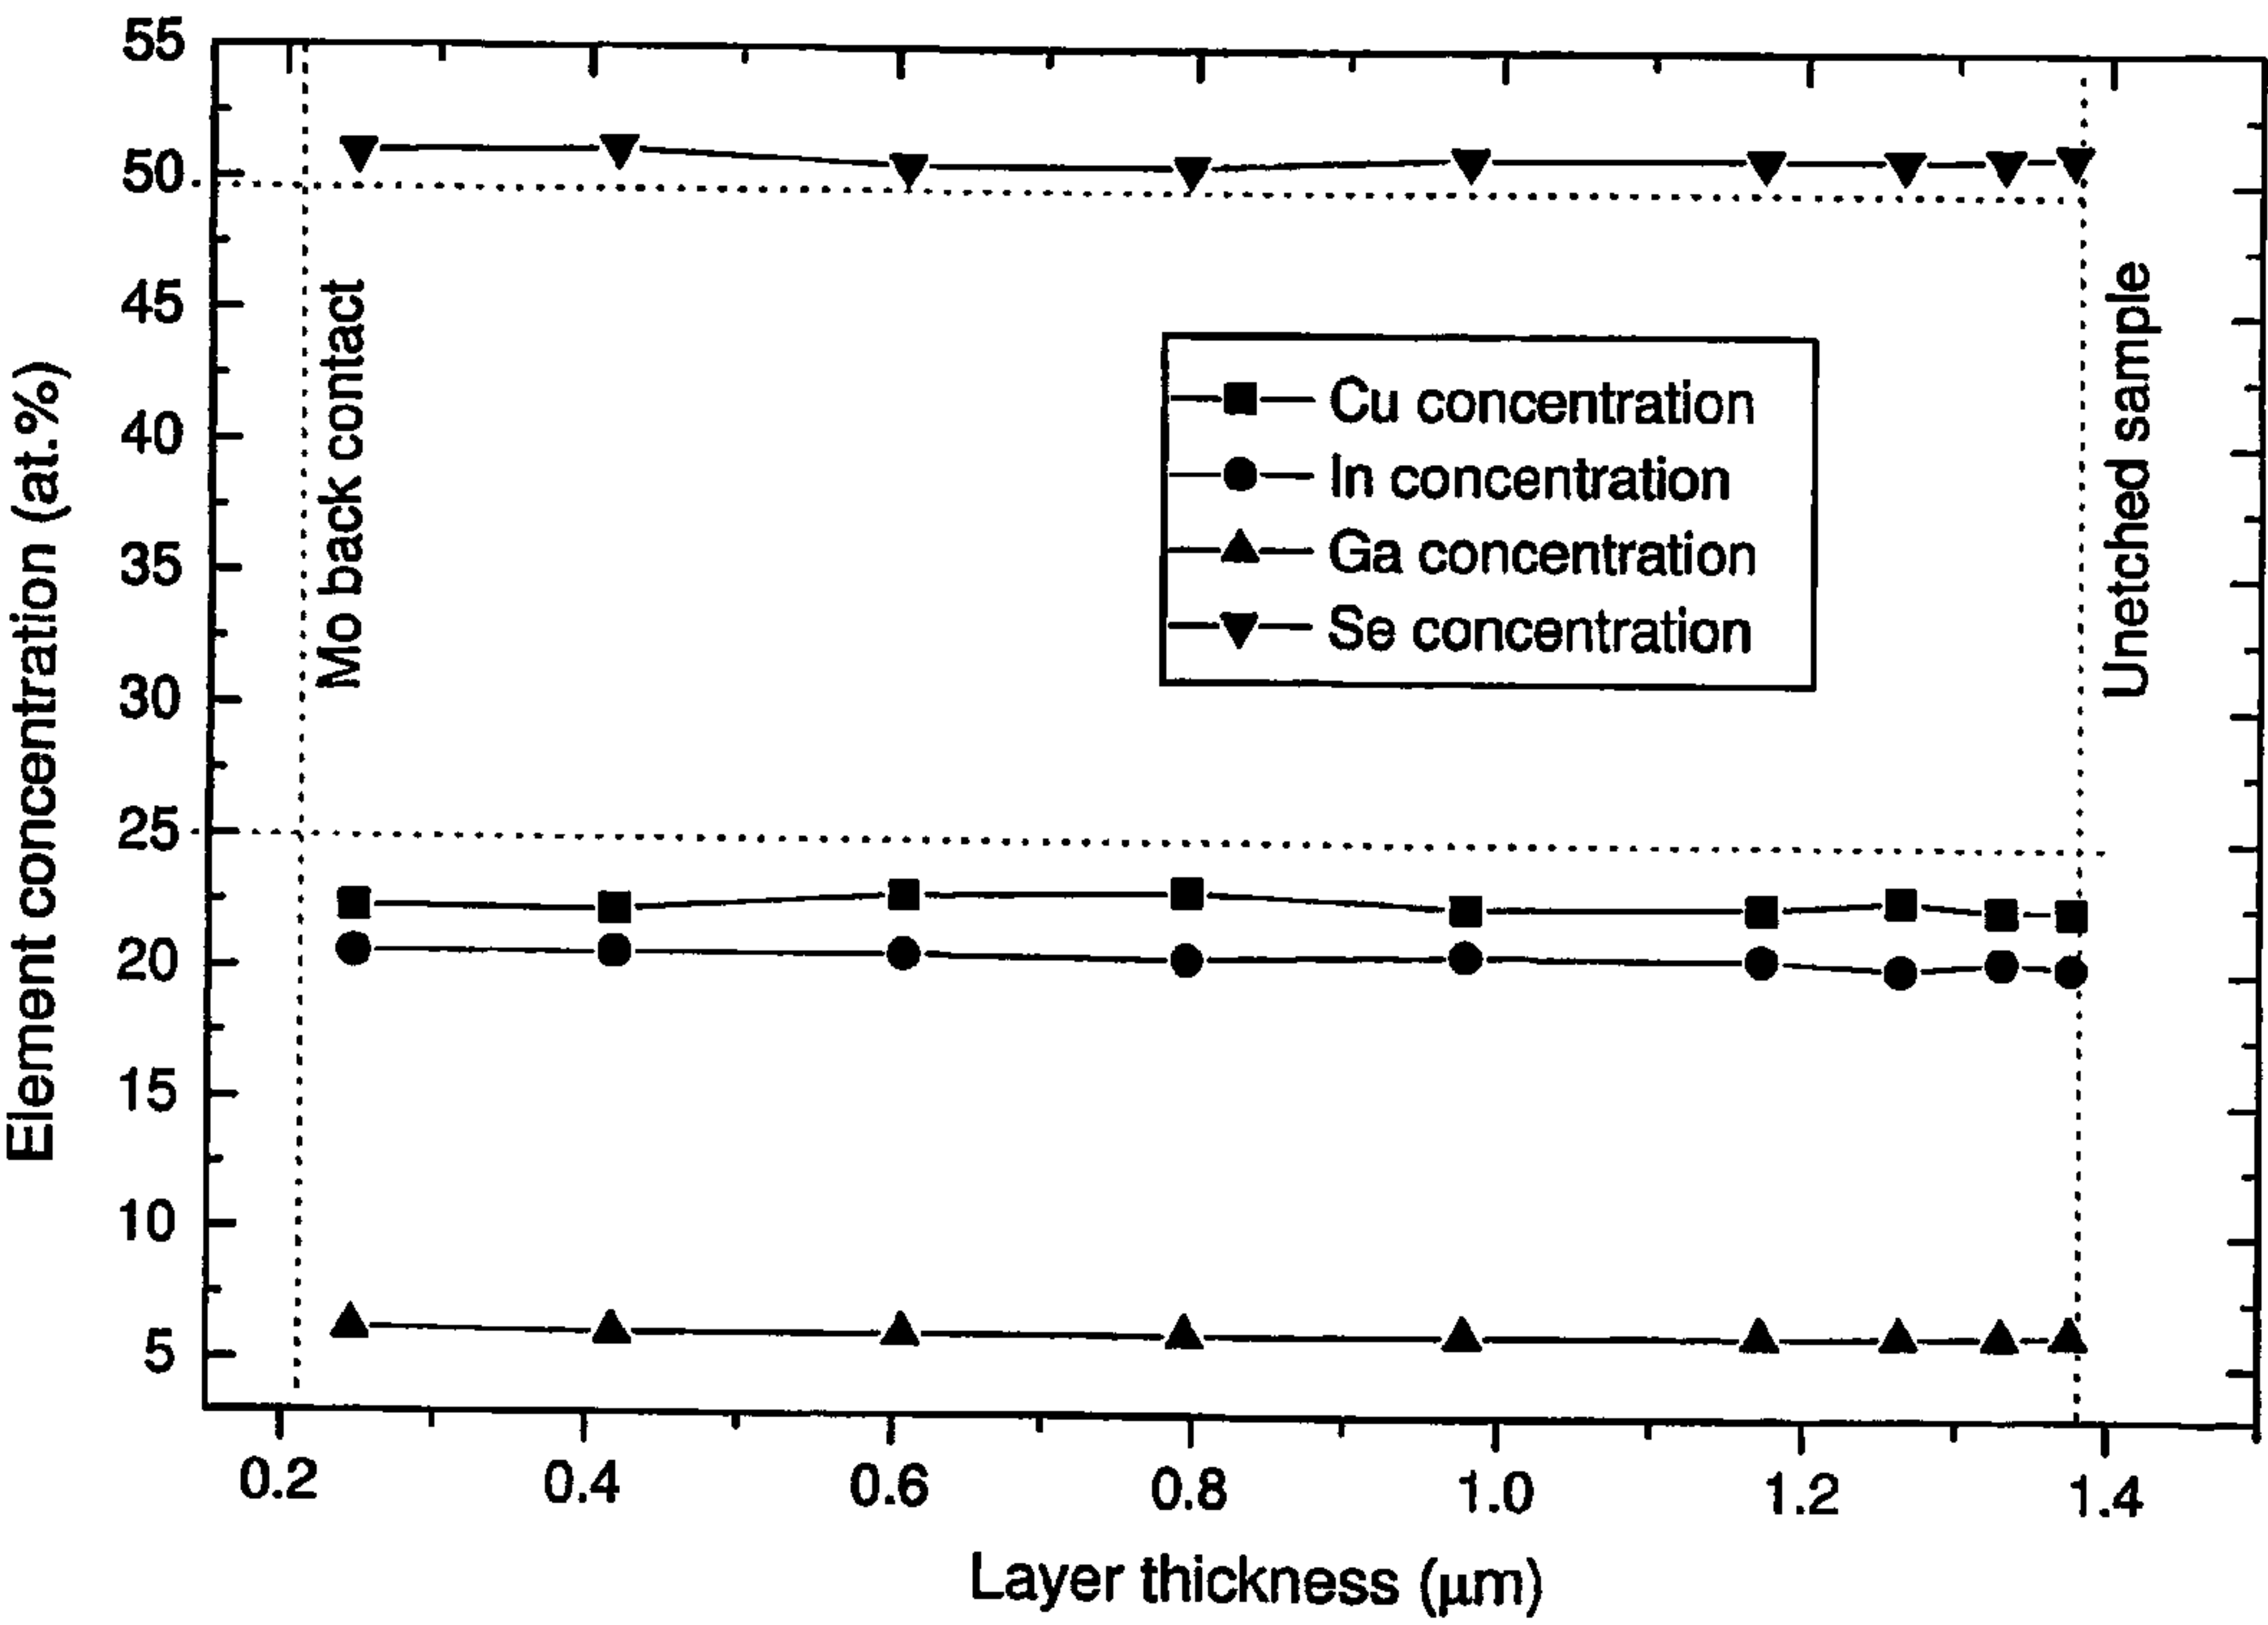 55
50
45
40
35
30
25
20
15
10
5
Element concentration (at.%)
Mo back contact
Cu concentration
In concentration
Ga concentration
Se concentration
Unetched sample
0.2
0.4
0.6
0.8
1.0
1.2
1.4
Layer thickness (μm)